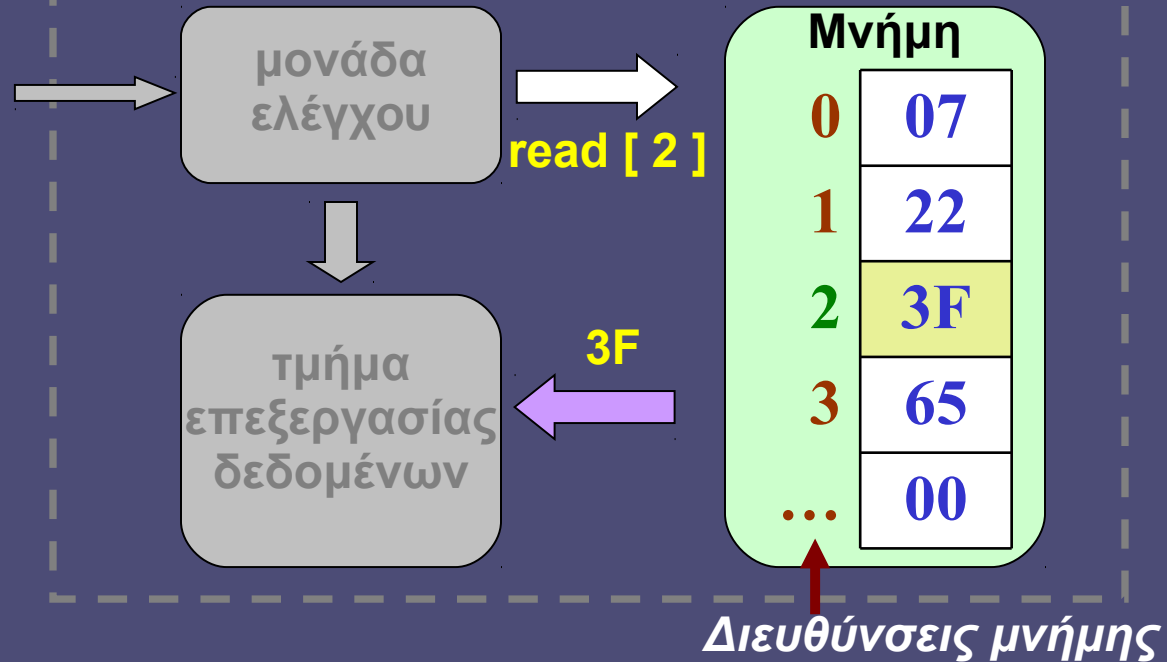 μονάδα
ελέγχου
read [ 2 ]
τμήμα
επεξεργασίας
δεδομένων
3F
Μνήμη
0 07
1 22
2 3F
3 65
... 00
Διευθύνσεις μνήμης